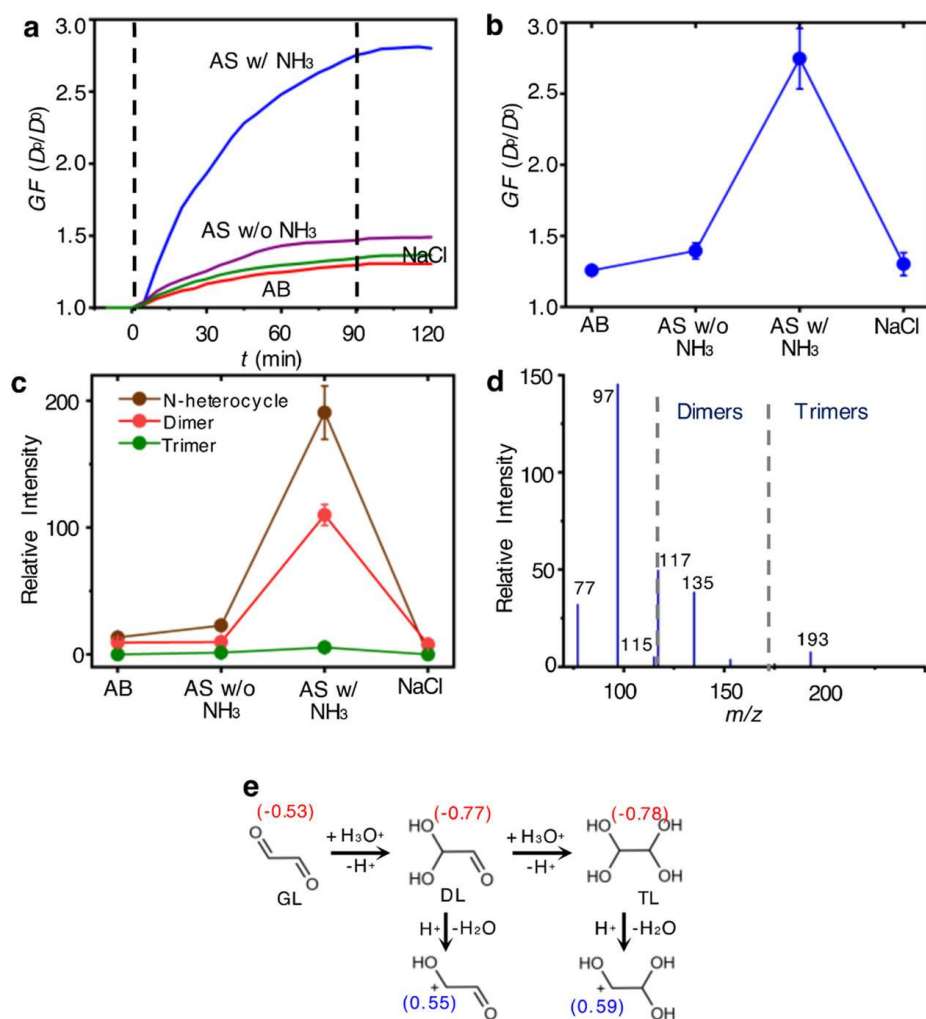 a
3.0
2.5
2.0
1.5
1.0
GF (Dp/D0)
AS w/ NH3
AS w/o NH3
NaCl
AB
0 30 60 90 120
t (min)
b
3.0
2.5
2.0
1.5
1.0
GF (Dp/D0)
AB AS w/o NH3 AS w/ NH3 NaCl
c
200
100
0
Relative Intensity
N-heterocycle
Dimer
Trimer
AB AS w/o NH3 AS w/ NH3 NaCl
d
150
100
50
0
Relative Intensity
Dimers Trimers
97
77
115
117
135
193
100 150 200
m/z
e
(-0.53) (-0.77) (-0.78)
O
O
GL
+ H3O+
-H+
HO
HO
O
DL
+ H3O+
-H+
HO OH
HO OH
TL
H+ -H2O
H+ -H2O
HO
+
O
(0.55)
HO OH
+
OH
(0.59)